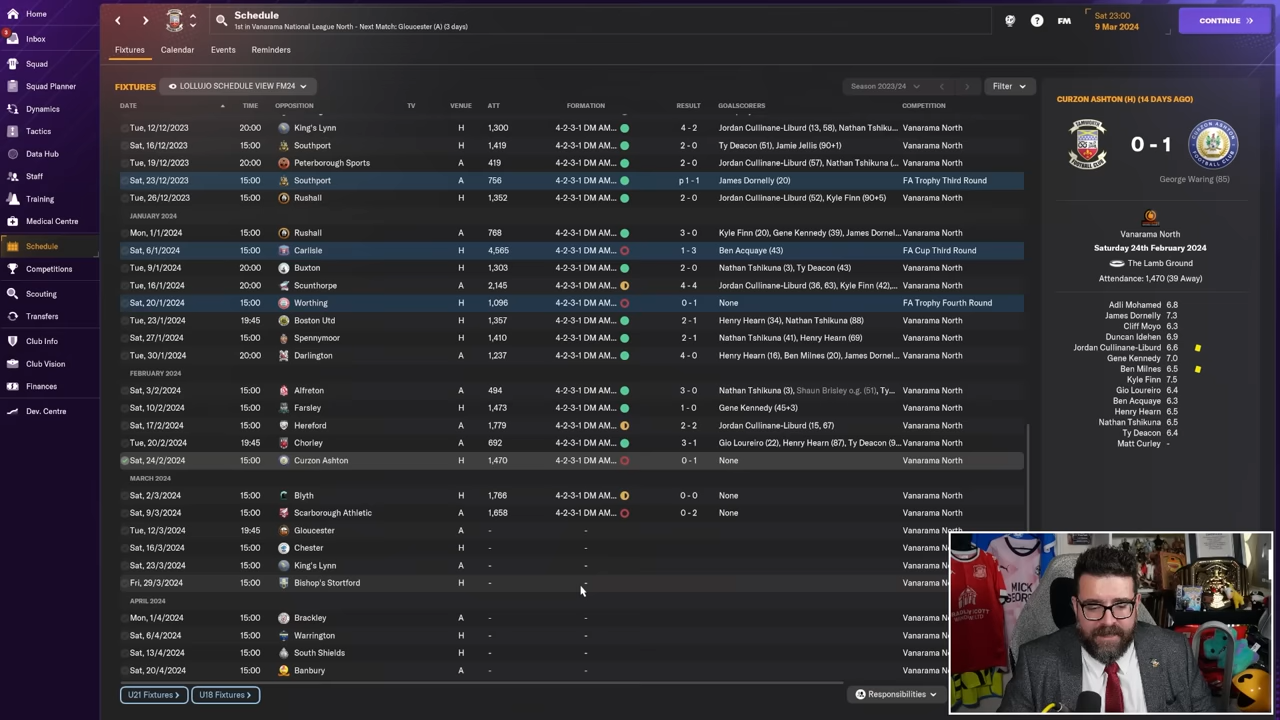 Home
3
Inbox
Squad
Squad Planner
Dynamics
Tactics
Data Hub
Staff
Training
Medical Centre
Schedule
Competitions
Scouting
Transfers
Club Info
Club Vision
Finances
Dev. Centre
Schedule
1st in Vanarama National League North - Next Match: Gloucester (A) (3 days)
?
FM
Sat 23:00
9 Mar 2024
CONTINUE
Fixtures Calendar Events Reminders
FIXTURES LOLLUJO SCHEDULE VIEW FM24 Season 2023/24 Filter
DATE TIME OPPOSITION TV VENUE ATT FORMATION RESULT GOALSCORERS COMPETITION
Tue, 12/12/2023 20:00 King's Lynn H 1,300 4-2-3-1 DM AM... 4 - 2 Jordan Cullinane-Liburd (13, 58), Nathan Tshiku... Vanarama North
Sat, 16/12/2023 15:00 Southport H 1,419 4-2-3-1 DM AM... 2 - 0 Ty Deacon (51), Jamie Jellis (90+1) Vanarama North
Tue, 19/12/2023 15:00 Peterborough Sports A 419 4-2-3-1 DM AM... 2 - 0 Jordan Cullinane-Liburd (57), Nathan Tshikuna (... Vanarama North
Sat, 23/12/2023 15:00 Southport A 756 4-2-3-1 DM AM... p 1 - 1 James Dornelly (20) FA Trophy Third Round
Tue, 26/12/2023 15:00 Rushall H 1,352 4-2-3-1 DM AM... 2 - 0 Jordan Cullinane-Liburd (52), Kyle Finn (90+5) Vanarama North
JANUARY 2024
Mon, 1/1/2024 15:00 Rushall A 768 4-2-3-1 DM AM... 3 - 0 Kyle Finn (20), Gene Kennedy (39), James Dornel... Vanarama North
Sat, 6/1/2024 15:00 Carlisle H 4,565 4-2-3-1 DM AM... 1 - 3 Ben Acquaye (43) FA Cup Third Round
Tue, 9/1/2024 20:00 Buxton H 1,303 4-2-3-1 DM AM... 2 - 0 Nathan Tshikuna (3), Ty Deacon (43) Vanarama North
Tue, 16/1/2024 20:00 Scunthorpe A 2,145 4-2-3-1 DM AM... 4 - 4 Jordan Cullinane-Liburd (36, 63), Kyle Finn (42),... Vanarama North
Sat, 20/1/2024 15:00 Worthing H 1,096 4-2-3-1 DM AM... 0 - 1 None FA Trophy Fourth Round
Tue, 23/1/2024 19:45 Boston Utd H 1,357 4-2-3-1 DM AM... 2 - 1 Henry Hearn (34), Nathan Tshikuna (88) Vanarama North
Sat, 27/1/2024 15:00 Spennymoor H 1,410 4-2-3-1 DM AM... 2 - 1 Nathan Tshikuna (41), Henry Hearn (69) Vanarama North
Tue, 30/1/2024 20:00 Darlington A 1,237 4-2-3-1 DM AM... 4 - 0 Henry Hearn (16), Ben Milnes (20), James Dornel... Vanarama North
FEBRUARY 2024
Sat, 3/2/2024 15:00 Alfreton A 494 4-2-3-1 DM AM... 3 - 0 Nathan Tshikuna (3), Shaun Brisley o.g. (51), Ty... Vanarama North
Sat, 10/2/2024 15:00 Farsley H 1,473 4-2-3-1 DM AM... 1 - 0 Gene Kennedy (45+3) Vanarama North
Sat, 17/2/2024 15:00 Hereford A 1,779 4-2-3-1 DM AM... 2 - 2 Jordan Cullinane-Liburd (15, 67) Vanarama North
Tue, 20/2/2024 19:45 Chorley A 692 4-2-3-1 DM AM... 3 - 1 Gio Loureiro (22), Henry Hearn (87), Ty Deacon (9... Vanarama North
Sat, 24/2/2024 15:00 Curzon Ashton H 1,470 4-2-3-1 DM AM... 0 - 1 None Vanarama North
MARCH 2024
Sat, 2/3/2024 15:00 Blyth H 1,766 4-2-3-1 DM AM... 0 - 0 None Vanarama North
Sat, 9/3/2024 15:00 Scarborough Athletic A 1,658 4-2-3-1 DM AM... 0 - 2 None Vanarama North
Tue, 12/3/2024 19:45 Gloucester A - - Vanarama North
Sat, 16/3/2024 15:00 Chester H - - Vanarama No
Sat, 23/3/2024 15:00 King's Lynn A - - Vanarama No
Fri, 29/3/2024 15:00 Bishop's Stortford H - - Vanarama No
APRIL 2024
Mon, 1/4/2024 15:00 Brackley A - - Vanarama No
Sat, 6/4/2024 15:00 Warrington H - - Vanarama No
Sat, 13/4/2024 15:00 South Shields H - - Vanarama No
Sat, 20/4/2024 15:00 Banbury A - - Vanarama No
U21 Fixtures > U18 Fixtures > Responsibilities
CURZON ASHTON (H) (14 DAYS AGO)
0 - 1
George Waring (85)
Vanarama North
Saturday 24th February 2024
The Lamb Ground
Attendance: 1,470 (39 Away)
Adli Mohamed 6.8
James Dornelly 7.3
Cliff Moyo 6.3
Duncan Idehen 6.9
Jordan Cullinane-Liburd 6.6
Gene Kennedy 7.0
Ben Milnes 6.5
Kyle Finn 7.5
Gio Loureiro 6.4
Ben Acquaye 6.3
Henry Hearn 6.5
Nathan Tshikuna 6.5
Ty Deacon 6.4
Matt Curley -
MICK
GEORGE